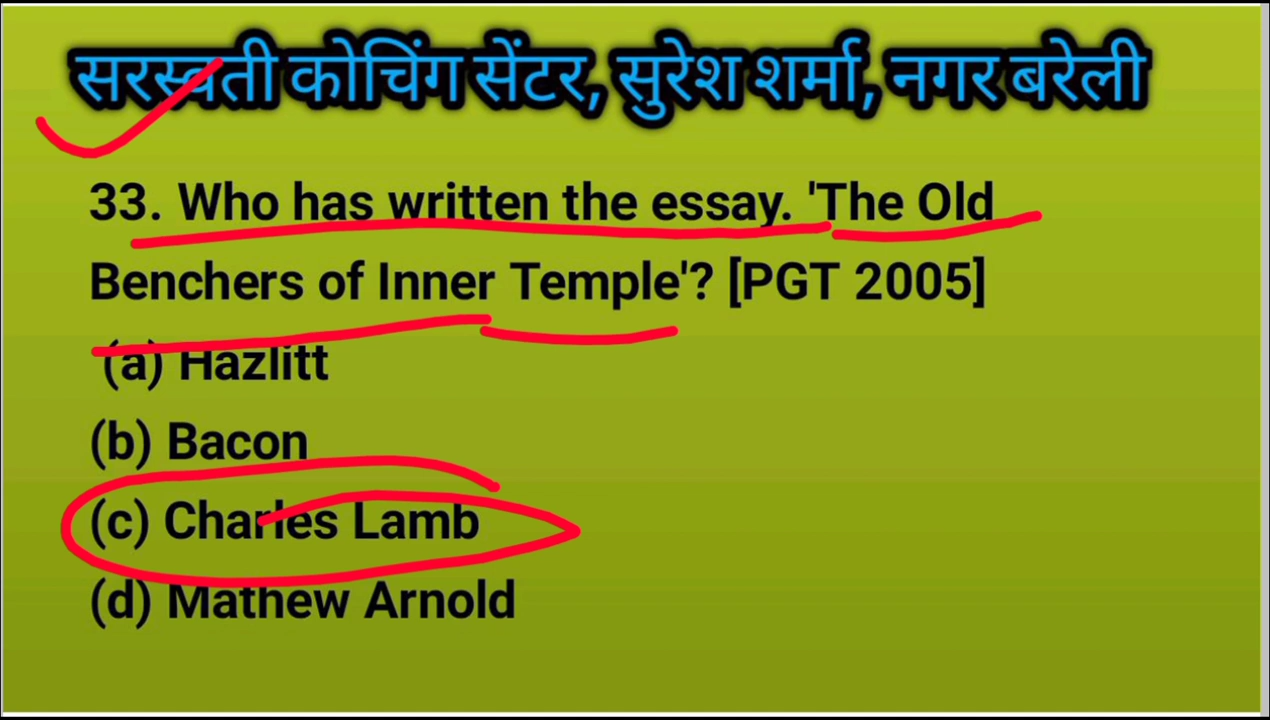 सरस्वती कोचिंग सेंटर, सुरेश शर्मा, नगर बरेली
33. Who has written the essay. 'The Old
Benchers of Inner Temple'? [PGT 2005]
(a) Hazlitt
(b) Bacon
(c) Charles Lamb
(d) Mathew Arnold